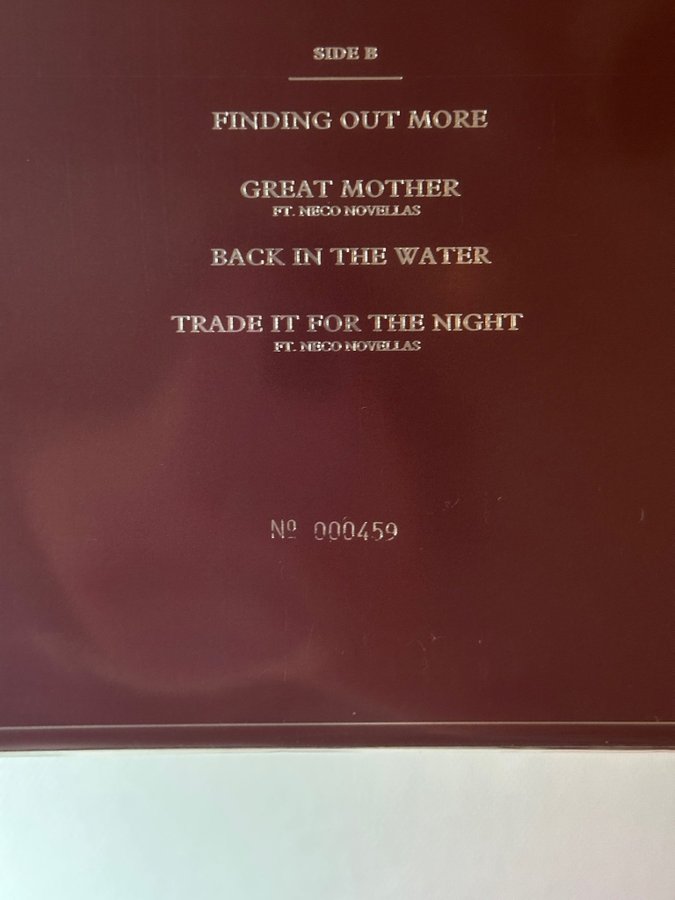 SIDE B
FINDING OUT MORE
GREAT MOTHER
FT. NECO NOVELLAS
BACK IN THE WATER
TRADE IT FOR THE NIGHT
FT. NECO NOVELLAS
Nº 000459